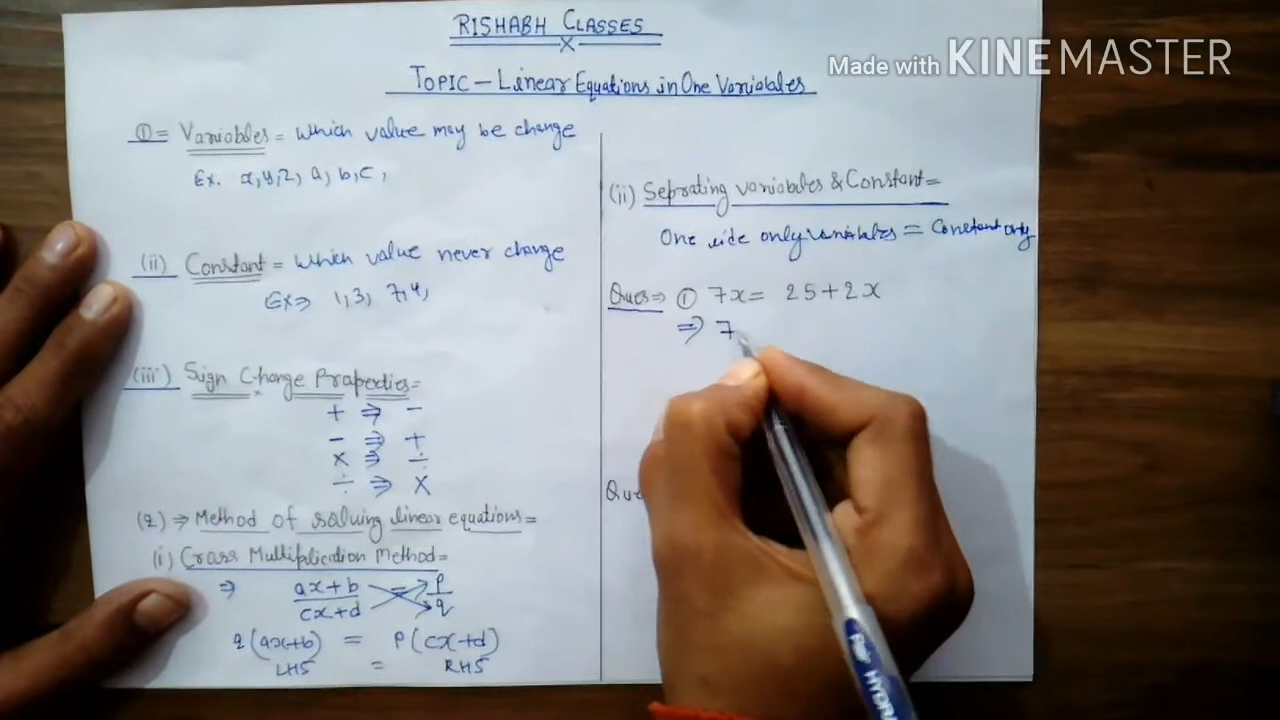 RISHABH CLASSES
Made with KINEMASTER
TOPIC - Linear Equations in One Variables
① = Variables = which value may be change
Ex. x, y, z, a, b, c,
(ii) Constant = which value never change
Ex ⇒ 1, 3, 7, 4,
(iii) Sign Change Properties =
+ ⇒ -
- ⇒ +
× ⇒ ÷
÷ ⇒ ×
(2) ⇒ Method of solving linear equations =
(i) Cross Multiplication Method =
⇒ ax+b = p
cx+d q
q(ax+b) = p(cx+d)
LHS = RHS
(ii) Seprating variables & Constant =
One side only variables = Constant only
Ques ⇒ ① 7x = 25 + 2x
⇒ 7
HYDRA